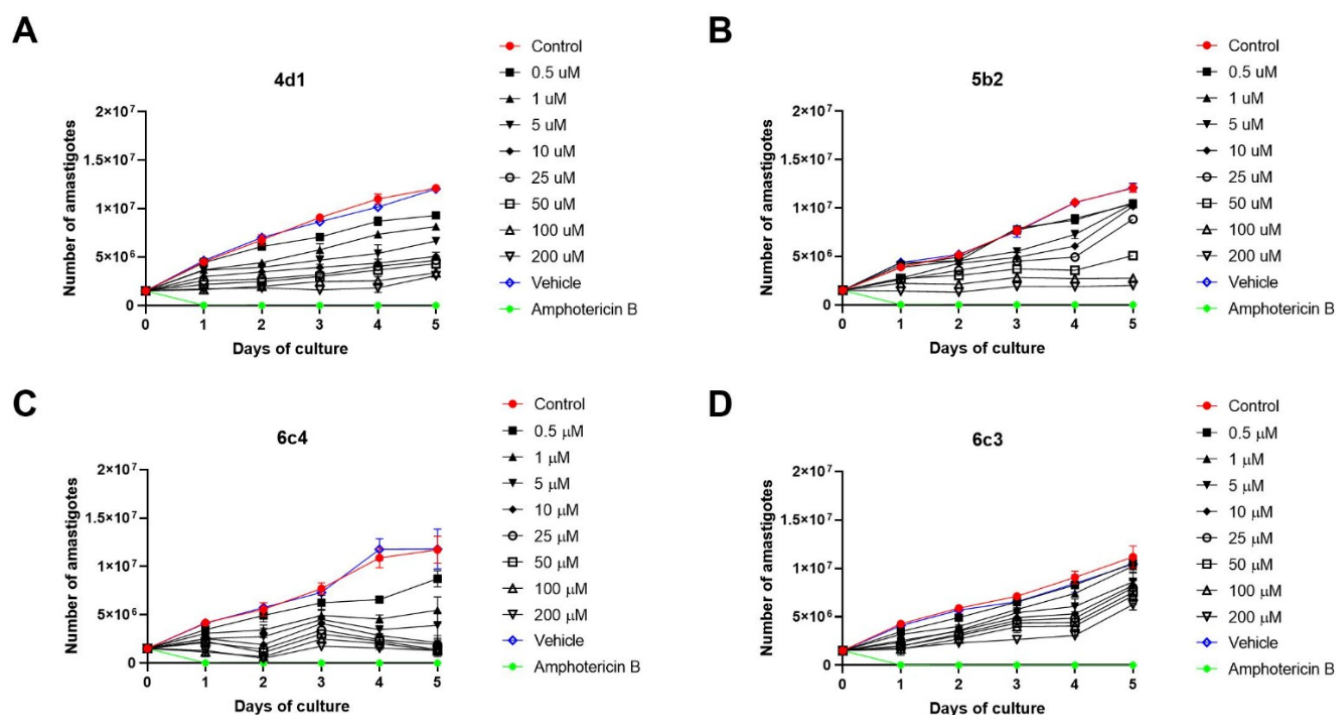 A
4d1
Number of amastigotes
2×10⁷
1.5×10⁷
1×10⁷
5×10⁶
0
0 1 2 3 4 5
Days of culture
Control
0.5 uM
1 uM
5 uM
10 uM
25 uM
50 uM
100 uM
200 uM
Vehicle
Amphotericin B
B
5b2
Number of amastigotes
2×10⁷
1.5×10⁷
1×10⁷
5×10⁶
0
0 1 2 3 4 5
Days of culture
Control
0.5 uM
1 uM
5 uM
10 uM
25 uM
50 uM
100 uM
200 uM
Vehicle
Amphotericin B
C
6c4
Number of amastigotes
2×10⁷
1.5×10⁷
1×10⁷
5×10⁶
0
0 1 2 3 4 5
Days of culture
Control
0.5 μM
1 μM
5 μM
10 μM
25 μM
50 μM
100 μM
200 μM
Vehicle
Amphotericin B
D
6c3
Number of amastigotes
2×10⁷
1.5×10⁷
1×10⁷
5×10⁶
0
0 1 2 3 4 5
Days of culture
Control
0.5 μM
1 μM
5 μM
10 μM
25 μM
50 μM
100 μM
200 μM
Vehicle
Amphotericin B